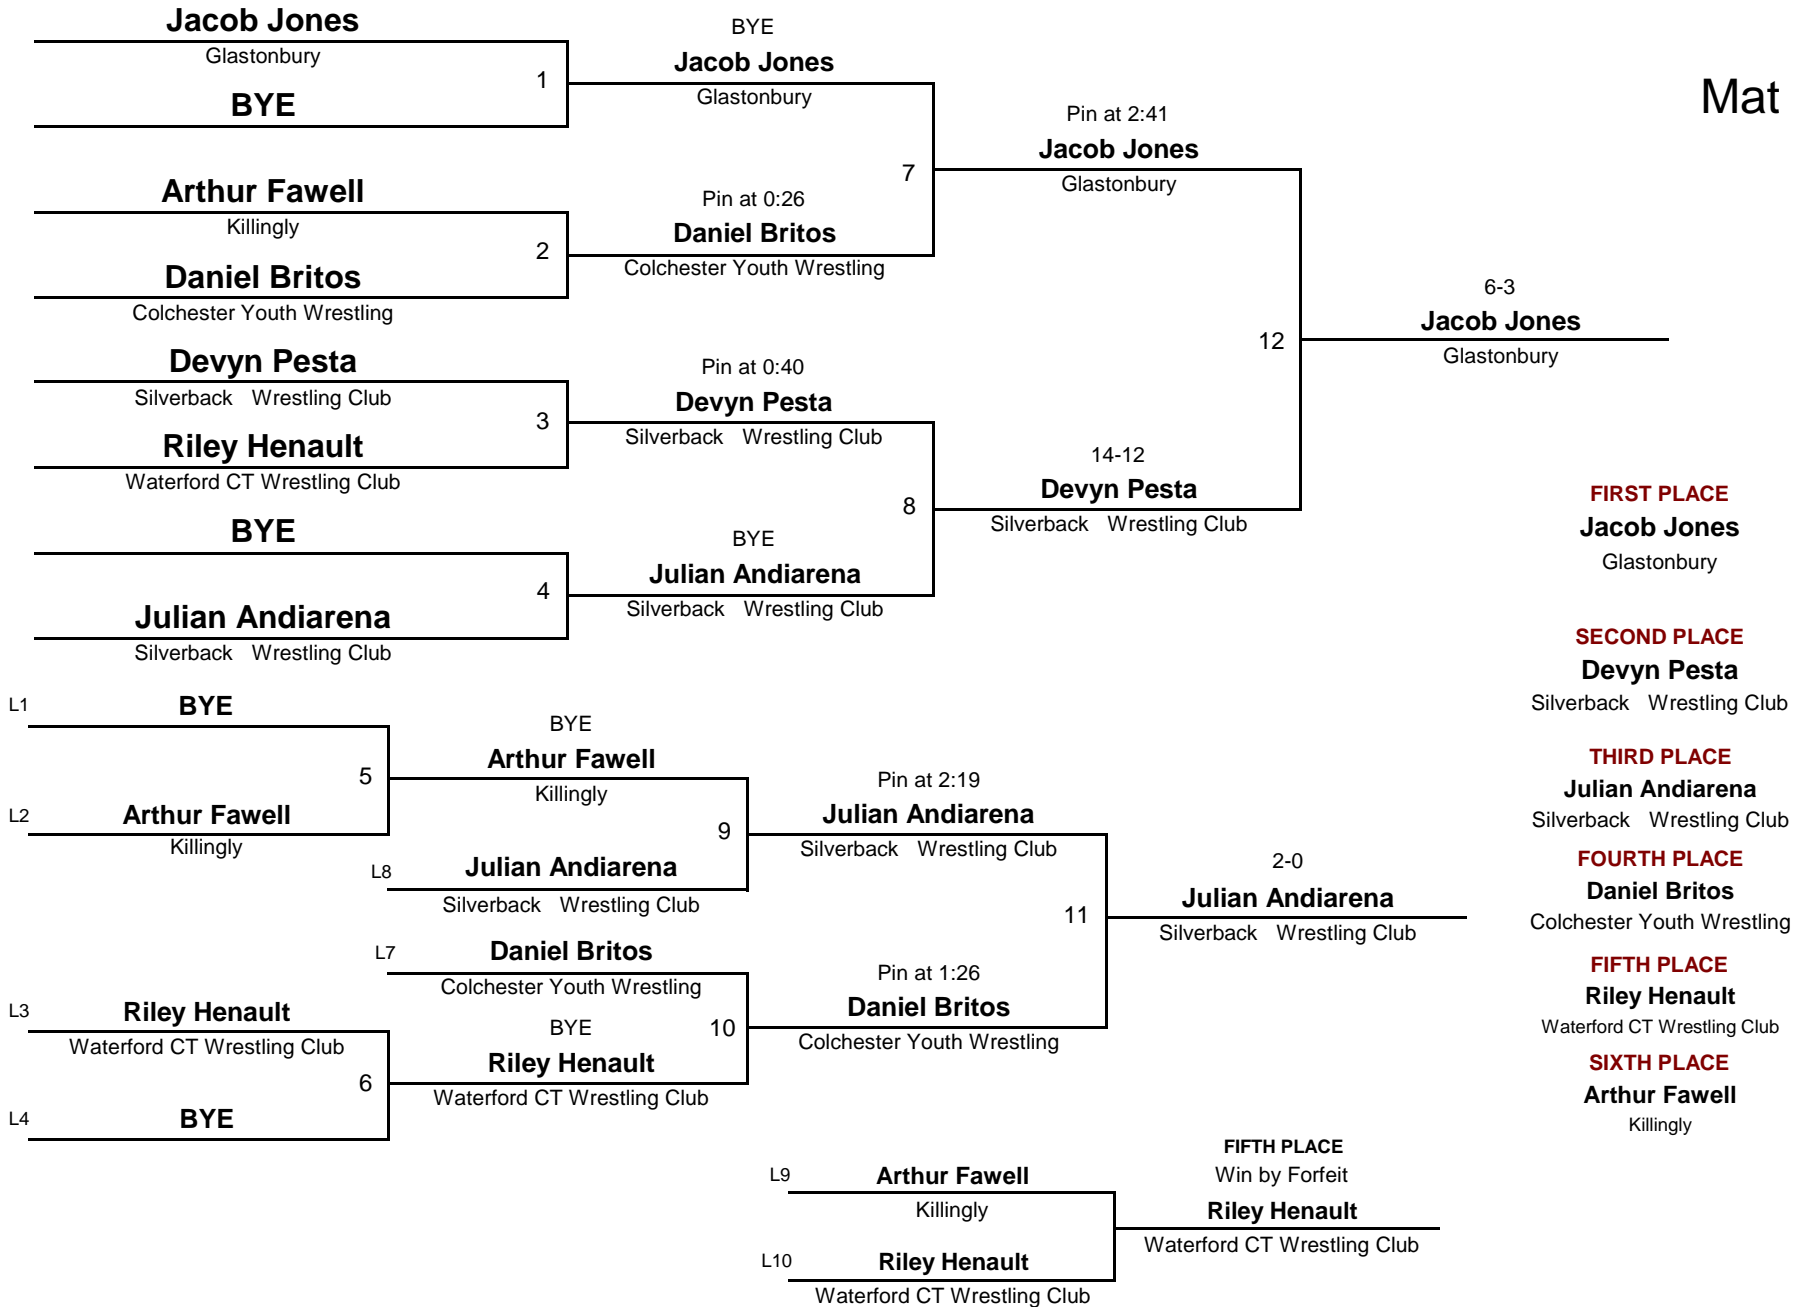 Jacob Jones
Glastonbury
1
BYE
BYE
Jacob Jones
Glastonbury
Mat
Arthur Fawell
Killingly
2
Daniel Britos
Colchester Youth Wrestling
Pin at 0:26
Daniel Britos
Colchester Youth Wrestling
7
Pin at 2:41
Jacob Jones
Glastonbury
Devyn Pesta
Silverback Wrestling Club
3
Riley Henault
Waterford CT Wrestling Club
Pin at 0:40
Devyn Pesta
Silverback Wrestling Club
BYE
4
Julian Andiarena
Silverback Wrestling Club
BYE
Julian Andiarena
Silverback Wrestling Club
8
14-12
Devyn Pesta
Silverback Wrestling Club
12
6-3
Jacob Jones
Glastonbury
FIRST PLACE
Jacob Jones
Glastonbury
SECOND PLACE
Devyn Pesta
Silverback Wrestling Club
THIRD PLACE
Julian Andiarena
Silverback Wrestling Club
FOURTH PLACE
Daniel Britos
Colchester Youth Wrestling
FIFTH PLACE
Riley Henault
Waterford CT Wrestling Club
SIXTH PLACE
Arthur Fawell
Killingly
L1
BYE
5
L2
Arthur Fawell
Killingly
BYE
Arthur Fawell
Killingly
9
L8
Julian Andiarena
Silverback Wrestling Club
Pin at 2:19
Julian Andiarena
Silverback Wrestling Club
L7
Daniel Britos
Colchester Youth Wrestling
10
L3
Riley Henault
Waterford CT Wrestling Club
6
L4
BYE
BYE
Riley Henault
Waterford CT Wrestling Club
Pin at 1:26
Daniel Britos
Colchester Youth Wrestling
11
2-0
Julian Andiarena
Silverback Wrestling Club
L9
Arthur Fawell
Killingly
L10
Riley Henault
Waterford CT Wrestling Club
FIFTH PLACE
Win by Forfeit
Riley Henault
Waterford CT Wrestling Club